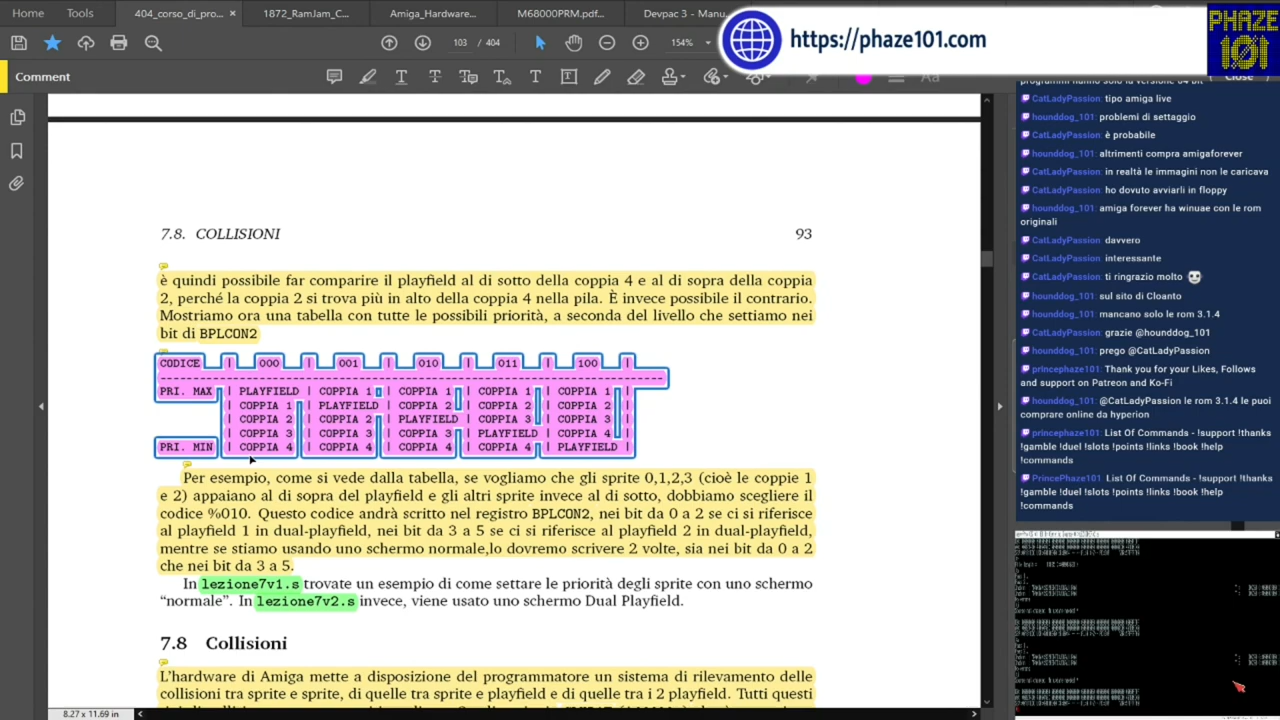 404_corso_di_pro... ×
1872_RamJam_C...
Amiga_Hardware...
M68000PRM.pdf...
Devpac 3 - Manu...
Home
Tools
https://phaze101.com
PHAZE
101
103 / 404
154%
Comment
Close
7.8. COLLISIONI 93
è quindi possibile far comparire il playfield al di sotto della coppia 4 e al di sopra della coppia
2, perché la coppia 2 si trova più in alto della coppia 4 nella pila. È invece possibile il contrario.
Mostriamo ora una tabella con tutte le possibili priorità, a seconda del livello che settiamo nei
bit di BPLCON2
CODICE | 000 | 001 | 010 | 011 | 100 |
PRI. MAX | PLAYFIELD | COPPIA 1 | COPPIA 1 | COPPIA 1 | COPPIA 1 |
| COPPIA 1 | PLAYFIELD | COPPIA 2 | COPPIA 2 | COPPIA 2 |
| COPPIA 2 | COPPIA 2 | PLAYFIELD | COPPIA 3 | COPPIA 3 |
| COPPIA 3 | COPPIA 3 | COPPIA 3 | PLAYFIELD | COPPIA 4 |
PRI. MIN | COPPIA 4 | COPPIA 4 | COPPIA 4 | COPPIA 4 | PLAYFIELD |
Per esempio, come si vede dalla tabella, se vogliamo che gli sprite 0,1,2,3 (cioè le coppie 1
e 2) appaiano al di sopra del playfield e gli altri sprite invece al di sotto, dobbiamo scegliere il
codice %010. Questo codice andrà scritto nel registro BPLCON2, nei bit da 0 a 2 se ci si riferisce
al playfield 1 in dual-playfield, nei bit da 3 a 5 se ci si riferisce al playfield 2 in dual-playfield,
mentre se stiamo usando uno schermo normale,lo dovremo scrivere 2 volte, sia nei bit da 0 a 2
che nei bit da 3 a 5.
In lezione7v1.s trovate un esempio di come settare le priorità degli sprite con uno schermo
“normale”. In lezione7v2.s invece, viene usato uno schermo Dual Playfield.
7.8 Collisioni
L'hardware di Amiga mette a disposizione del programmatore un sistema di rilevamento delle
collisioni tra sprite e sprite, di quelle tra sprite e playfield e di quelle tra i 2 playfield. Tutti questi
8.27 x 11.69 in
programmi hanno solo la versione 64 bit
CatLadyPassion: tipo amiga live
hounddog_101: problemi di settaggio
CatLadyPassion: è probabile
hounddog_101: altrimenti compra amigaforever
CatLadyPassion: in realtà le immagini non le caricava
CatLadyPassion: ho dovuto avviarli in floppy
hounddog_101: amiga forever ha winuae con le rom
originali
CatLadyPassion: davvero
CatLadyPassion: interessante
CatLadyPassion: ti ringrazio molto
hounddog_101: sul sito di Cloanto
hounddog_101: mancano solo le rom 3.1.4
CatLadyPassion: grazie @hounddog_101
hounddog_101: prego @CatLadyPassion
princephaze101: Thank you for your Likes, Follows
and support on Patreon and Ko-Fi
hounddog_101: @CatLadyPassion le rom 3.1.4 le puoi
comprare online da hyperion
princephaze101: List Of Commands - !support !thanks
!gamble !duel !slots !points !links !book !help
!commands
PrincePhaze101: List Of Commands - !support !thanks
!gamble !duel !slots !points !links !book !help
!commands